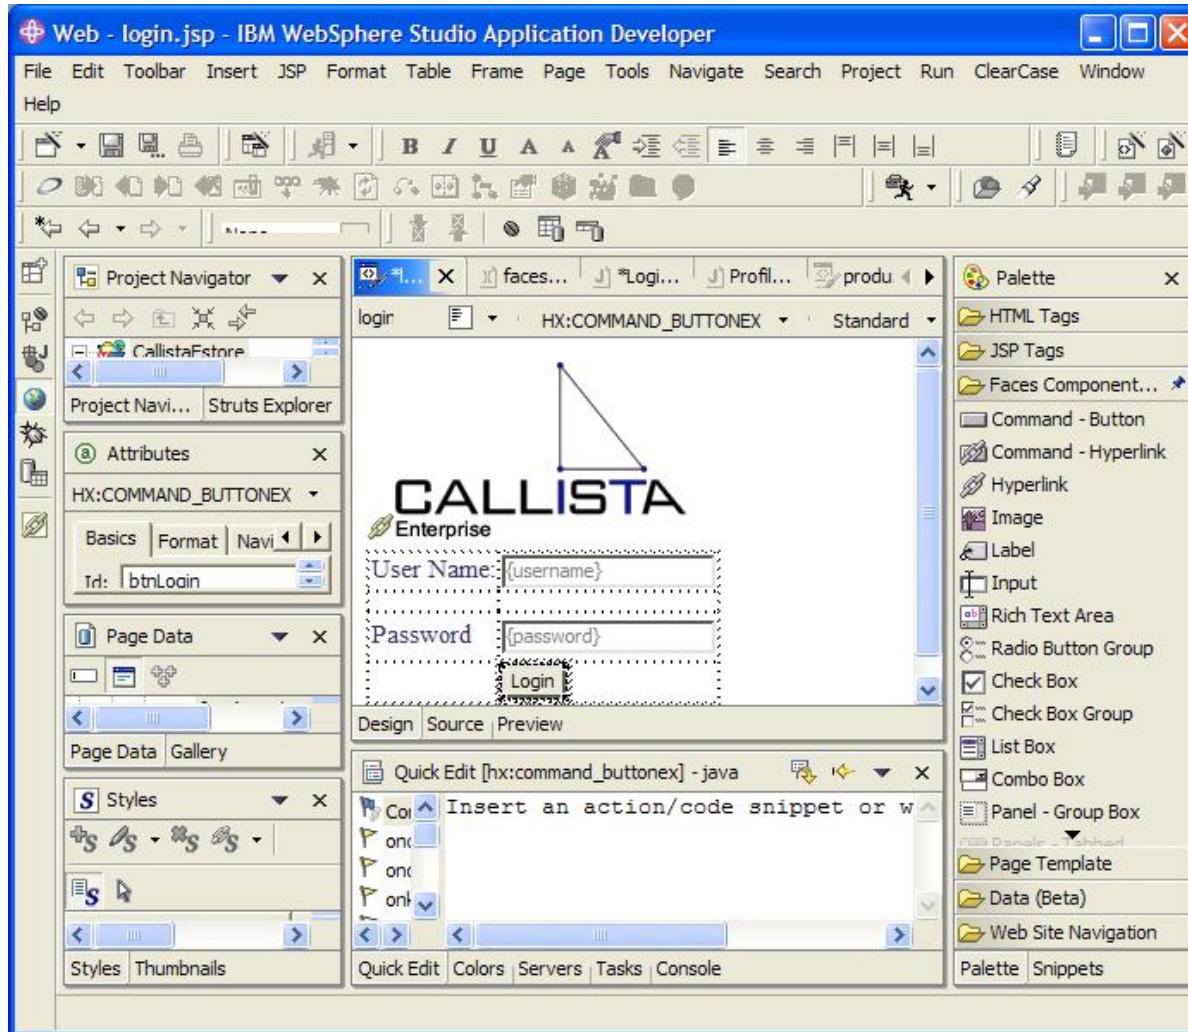 Web - login.jsp - IBM WebSphere Studio Application Developer
File Edit Toolbar Insert JSP Format Table Frame Page Tools Navigate Search Project Run ClearCase Window
Help
B I U A A
Project Navigator
CallistaEstore
Project Navi... Struts Explorer
Attributes
HX:COMMAND_BUTTONEX
Basics Format Navi
Id: btnLogin
Page Data
Page Data Gallery
Styles
Styles Thumbnails
*l... faces... *Logi... Profil... produ
login HX:COMMAND_BUTTONEX Standard
CALLISTA
Enterprise
User Name: {username}
Password {password}
Login
Design Source Preview
Quick Edit [hx:command_buttonex] - java
Insert an action/code snippet or w
Quick Edit Colors Servers Tasks Console
Palette
HTML Tags
JSP Tags
Faces Component...
Command - Button
Command - Hyperlink
Hyperlink
Image
Label
Input
Rich Text Area
Radio Button Group
Check Box
Check Box Group
List Box
Combo Box
Panel - Group Box
Panels - Tabbed
Page Template
Data (Beta)
Web Site Navigation
Palette Snippets